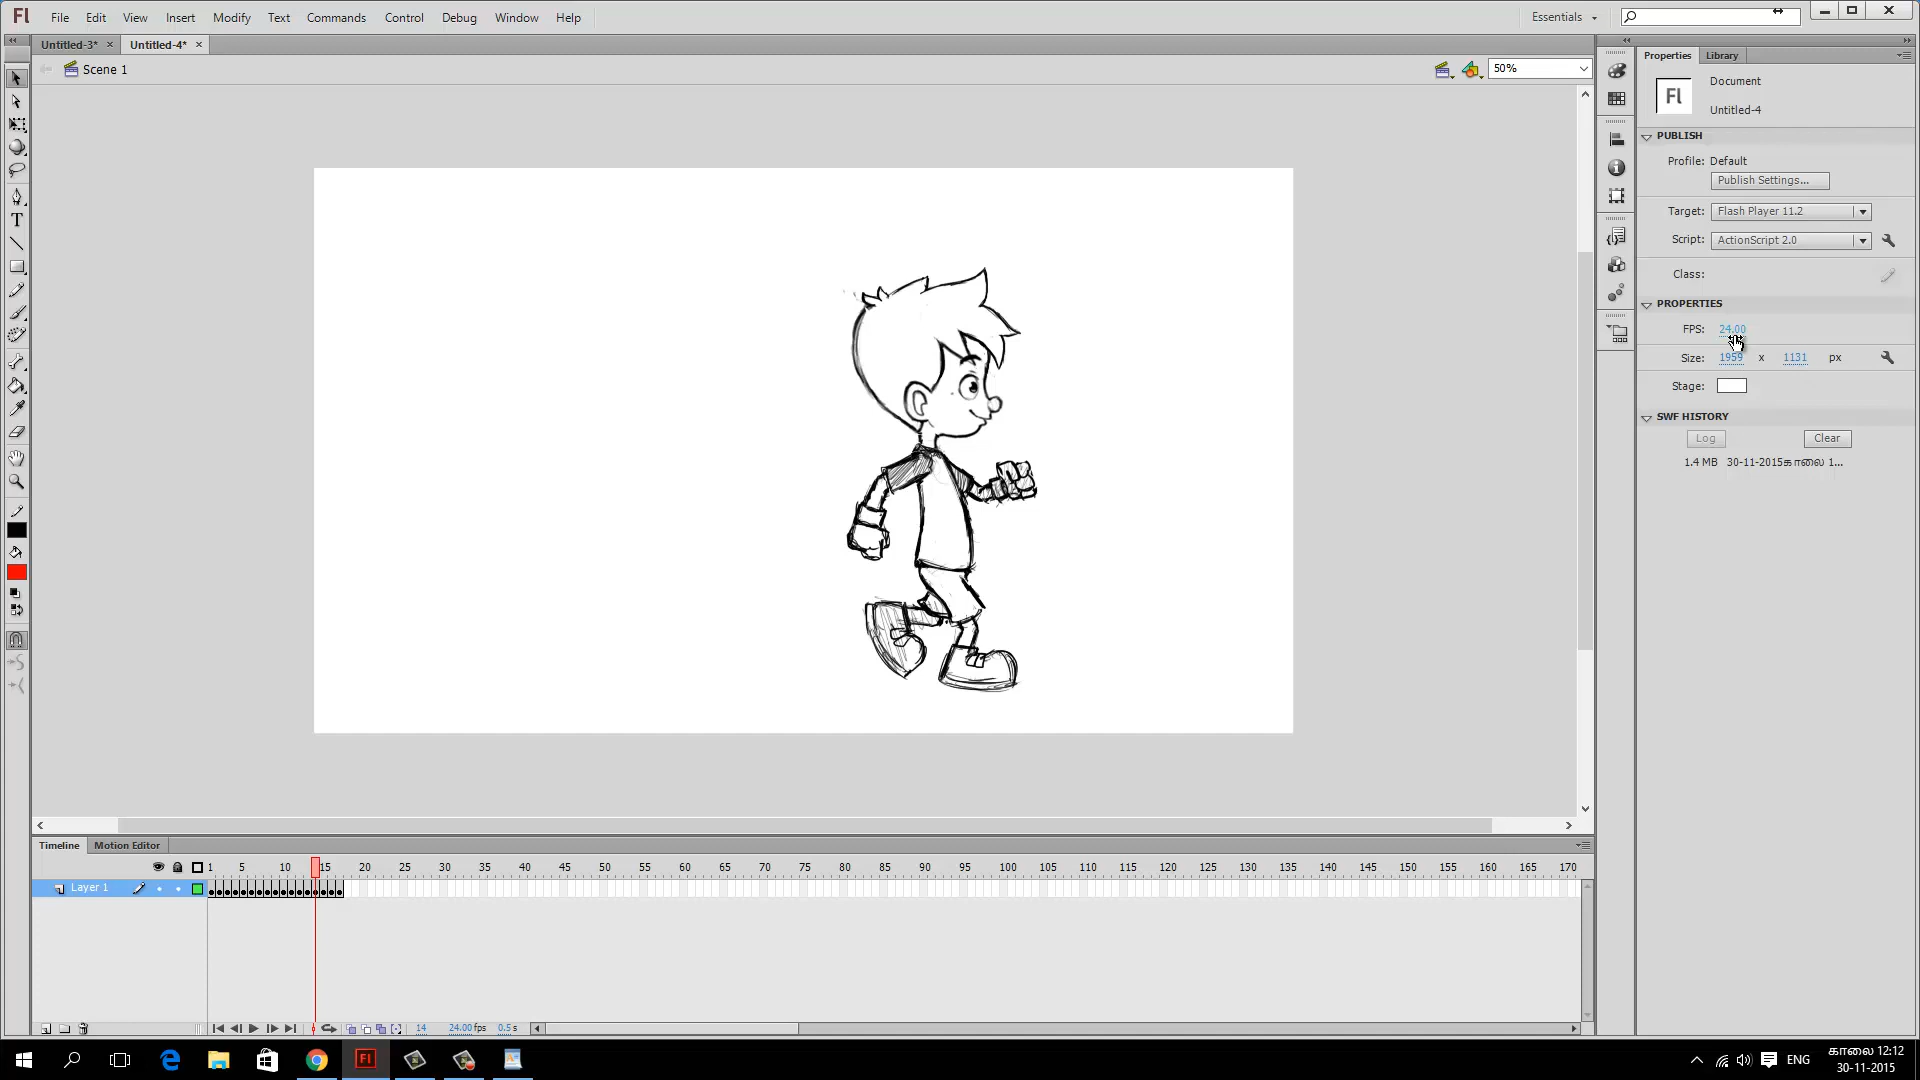 Fl File Edit View Insert Modify Text Commands Control Debug Window Help Essentials
Untitled-3* × Untitled-4* ×
Scene 1 50%
Properties Library
Fl Document
Untitled-4
PUBLISH
Profile: Default
Publish Settings...
Target: Flash Player 11.2
Script: ActionScript 2.0
Class:
PROPERTIES
FPS: 24.00
Size: 1959 x 1131 px
Stage:
SWF HISTORY
Log Clear
1.4 MB 30-11-2015காலை 1...
Timeline Motion Editor
1 5 10 15 20 25 30 35 40 45 50 55 60 65 70 75 80 85 90 95 100 105 110 115 120 125 130 135 140 145 150 155 160 165 170
Layer 1
14 24.00 fps 0.5 s
Fl ENG காலை 12:12
30-11-2015